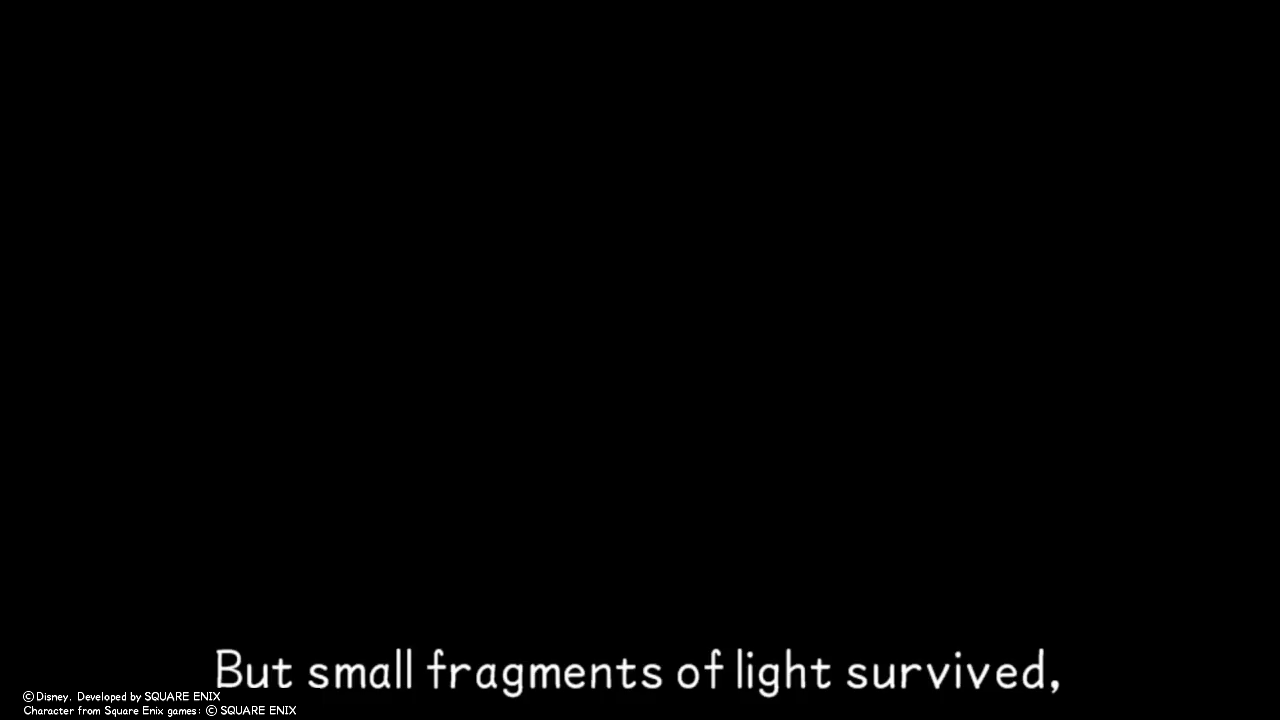 But small fragments of light survived,
©Disney. Developed by SQUARE ENIX
Character from Square Enix games: © SQUARE ENIX